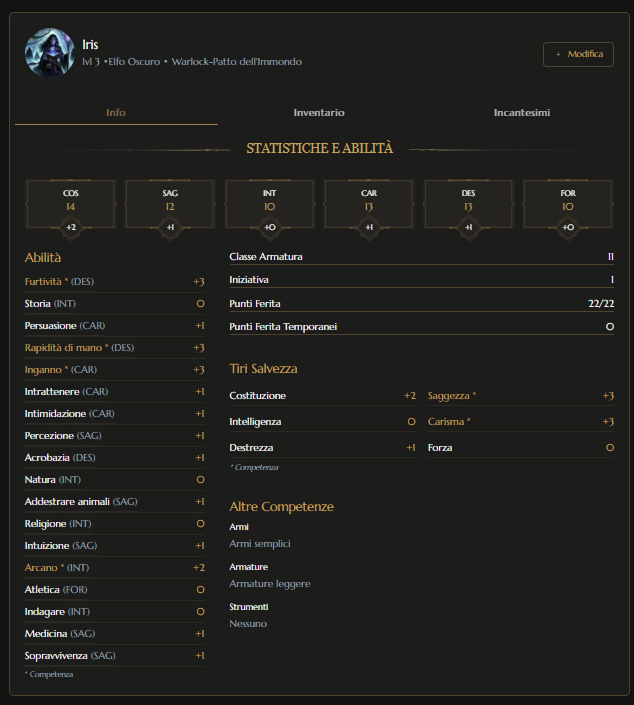 Iris
lvl 3 •Elfo Oscuro • Warlock-Patto dell'Immondo
+ Modifica
Info
Inventario
Incantesimi
STATISTICHE E ABILITÀ
COS
14
+2
SAG
12
+1
INT
10
+0
CAR
13
+1
DES
13
+1
FOR
10
+0
Abilità
Furtività * (DES) +3
Storia (INT) 0
Persuasione (CAR) +1
Rapidità di mano * (DES) +3
Inganno * (CAR) +3
Intrattenere (CAR) +1
Intimidazione (CAR) +1
Percezione (SAG) +1
Acrobazia (DES) +1
Natura (INT) 0
Addestrare animali (SAG) +1
Religione (INT) 0
Intuizione (SAG) +1
Arcano * (INT) +2
Atletica (FOR) 0
Indagare (INT) 0
Medicina (SAG) +1
Sopravvivenza (SAG) +1
* Competenza
Classe Armatura 11
Iniziativa 1
Punti Ferita 22/22
Punti Ferita Temporanei 0
Tiri Salvezza
Costituzione +2 Saggezza * +3
Intelligenza 0 Carisma * +3
Destrezza +1 Forza 0
* Competenza
Altre Competenze
Armi
Armi semplici
Armature
Armature leggere
Strumenti
Nessuno